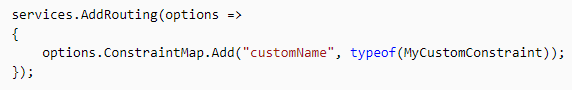 services.AddRouting(options =>
{
    options.ConstraintMap.Add("customName", typeof(MyCustomConstraint));
});